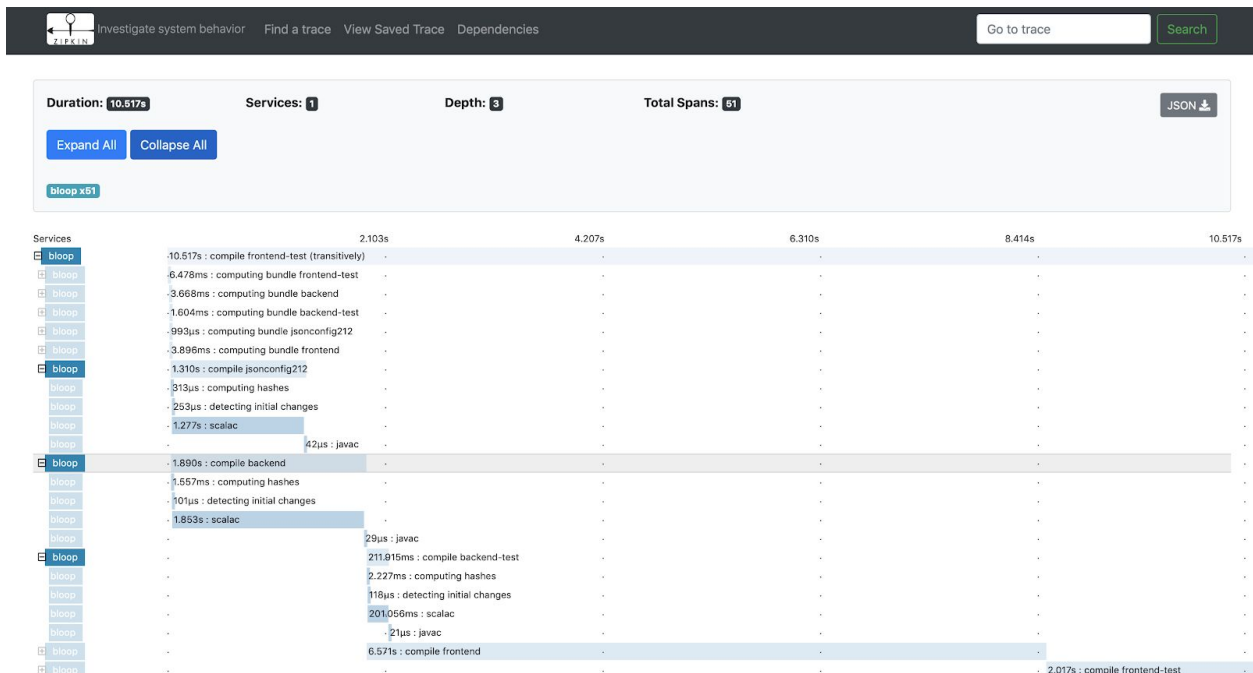 ZIPKIN Investigate system behavior Find a trace View Saved Trace Dependencies Go to trace Search
Duration: 10.517s Services: 1 Depth: 3 Total Spans: 51 JSON
Expand All Collapse All
bloop x51
Services 2.103s 4.207s 6.310s 8.414s 10.517s
bloop 10.517s : compile frontend-test (transitively)
bloop 6.478ms : computing bundle frontend-test
bloop 3.668ms : computing bundle backend
bloop 1.604ms : computing bundle backend-test
bloop 993μs : computing bundle jsonconfig212
bloop 3.896ms : computing bundle frontend
bloop 1.310s : compile jsonconfig212
bloop 313μs : computing hashes
bloop 253μs : detecting initial changes
bloop 1.277s : scalac
bloop 42μs : javac
bloop 1.890s : compile backend
bloop 1.557ms : computing hashes
bloop 101μs : detecting initial changes
bloop 1.853s : scalac
bloop 29μs : javac
bloop 211.915ms : compile backend-test
bloop 2.227ms : computing hashes
bloop 118μs : detecting initial changes
bloop 201.056ms : scalac
bloop 21μs : javac
bloop 6.571s : compile frontend
bloop 2.017s : compile frontend-test